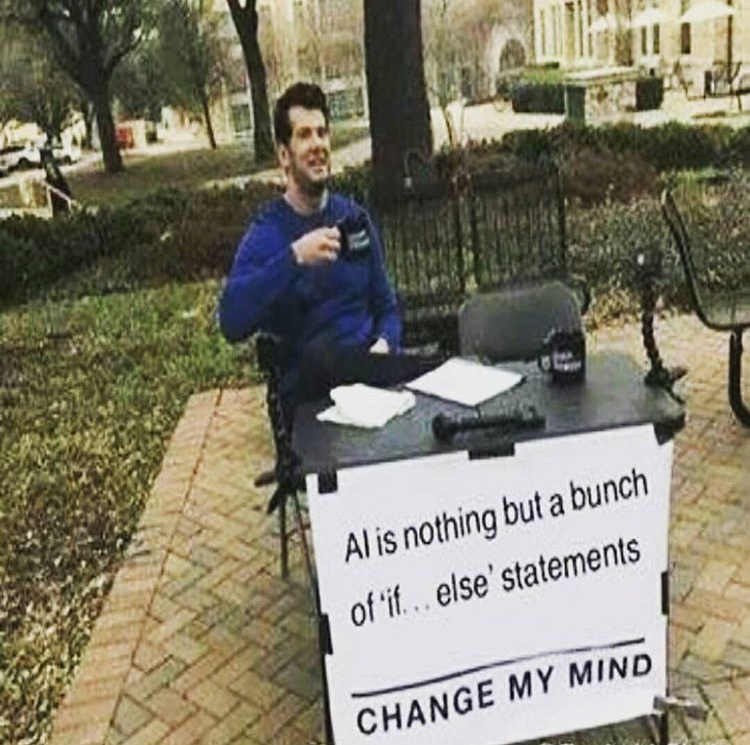 AI is nothing but a bunch
of 'if... else' statements
CHANGE MY MIND